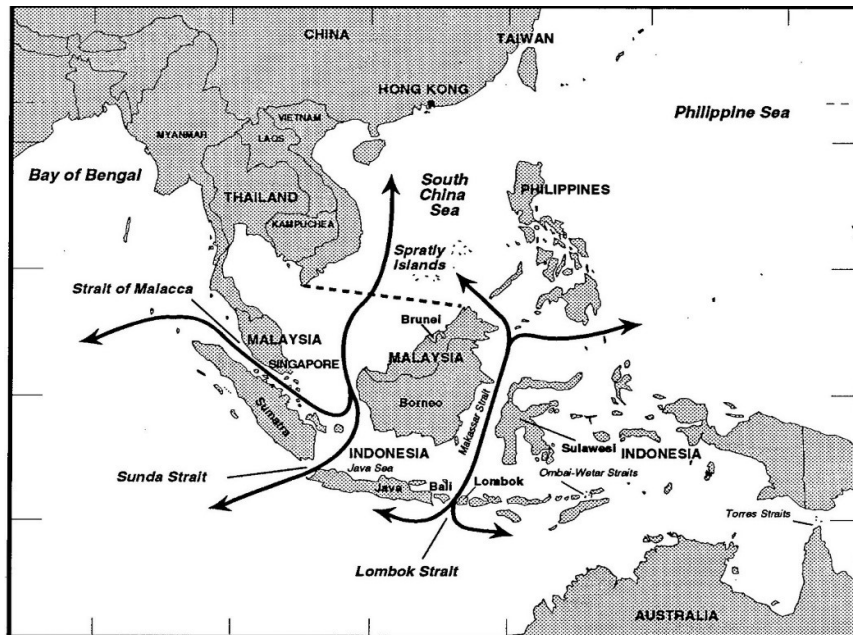 CHINA
TAIWAN
HONG KONG
Philippine Sea
VIETNAM
MYANMAR
LAOS
Bay of Bengal
South
China
Sea
THAILAND
PHILIPPINES
KAMPUCHEA
Spratly
Islands
Strait of Malacca
Brunei
MALAYSIA
MALAYSIA
SINGAPORE
Borneo
Sumatra
Makassar Strait
Sulawesi
INDONESIA
INDONESIA
Java Sea
Ombai-Wetar Straits
Sunda Strait
Java
Bali
Lombok
Torres Straits
Lombok Strait
AUSTRALIA